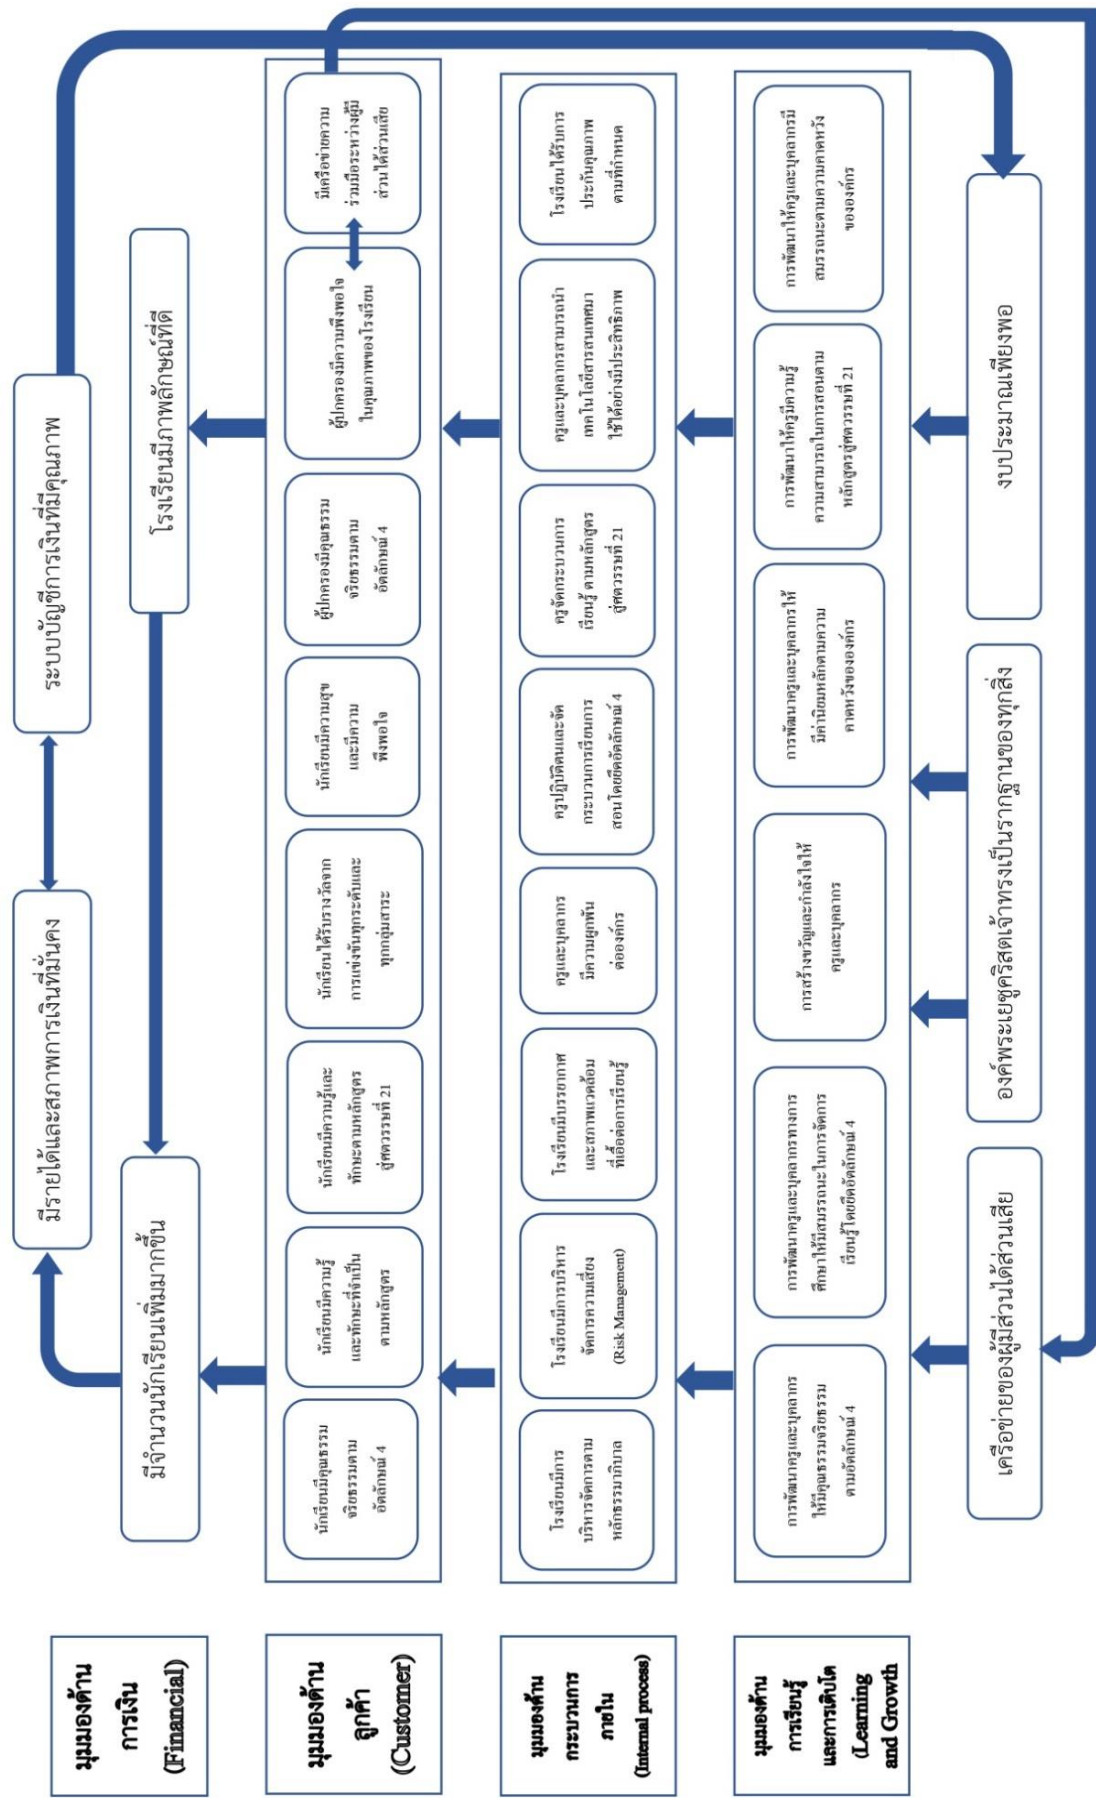 มุมมองด้าน
การเงิน
(Financial)
มีรายได้และสภาพการเงินที่มั่นคง
ระบบบัญชีการเงินที่มีคุณภาพ
มีจำนวนนักเรียนเพิ่มมากขึ้น
โรงเรียนมีภาพลักษณ์ที่ดี
มุมมองด้าน
ลูกค้า
(Customer)
นักเรียนมีคุณธรรม
จริยธรรมตาม
อัตลักษณ์ 4
นักเรียนมีความรู้
และทักษะที่จำเป็น
ตามหลักสูตร
นักเรียนมีความรู้และ
ทักษะตามหลักสูตร
สู่ศตวรรษที่ 21
นักเรียนได้รับรางวัลจาก
การแข่งขันทุกระดับและ
ทุกกลุ่มสาระ
นักเรียนมีความสุข
และมีความ
พึงพอใจ
ผู้ปกครองมีคุณธรรม
จริยธรรมตาม
อัตลักษณ์ 4
ผู้ปกครองมีความพึงพอใจ
ในคุณภาพของโรงเรียน
มีเครือข่ายความ
ร่วมมือระหว่างผู้มี
ส่วนได้ส่วนเสีย
มุมมองด้าน
กระบวนการ
ภายใน
(Internal process)
โรงเรียนมีการ
บริหารจัดการตาม
หลักธรรมาภิบาล
โรงเรียนมีการบริหาร
จัดการความเสี่ยง
(Risk Management)
โรงเรียนมีบรรยากาศ
และสภาพแวดล้อม
ที่เอื้อต่อการเรียนรู้
ครูและบุคลากร
มีความผูกพัน
ต่อองค์กร
ครูปฏิบัติตนและจัด
กระบวนการเรียนการ
สอนโดยยึดอัตลักษณ์ 4
ครูจัดกระบวนการ
เรียนรู้ ตามหลักสูตร
สู่ศตวรรษที่ 21
ครูและบุคลากรสามารถนำ
เทคโนโลยีสารสนเทศมา
ใช้ได้อย่างมีประสิทธิภาพ
โรงเรียนได้รับการ
ประกันคุณภาพ
ตามที่กำหนด
มุมมองด้าน
การเรียนรู้
และการเติบโต
(Learning
and Growth
การพัฒนาครูและบุคลากร
ให้มีคุณธรรมจริยธรรม
ตามอัตลักษณ์ 4
การพัฒนาครูและบุคลากรทางการ
ศึกษาให้มีสมรรถนะในการจัดการ
เรียนรู้โดยยึดอัตลักษณ์ 4
การสร้างขวัญและกำลังใจให้
ครูและบุคลากร
การพัฒนาครูและบุคลากรให้
มีค่านิยมหลักตามความ
คาดหวังขององค์กร
การพัฒนาให้ครูมีความรู้
ความสามารถในการสอนตาม
หลักสูตรสู่ศตวรรษที่ 21
การพัฒนาให้ครูและบุคลากรมี
สมรรถนะตามความคาดหวัง
ขององค์กร
เครือข่ายของผู้มีส่วนได้ส่วนเสีย
องค์พระเยซูคริสตเจ้าทรงเป็นรากฐานของทุกสิ่ง
งบประมาณเพียงพอ